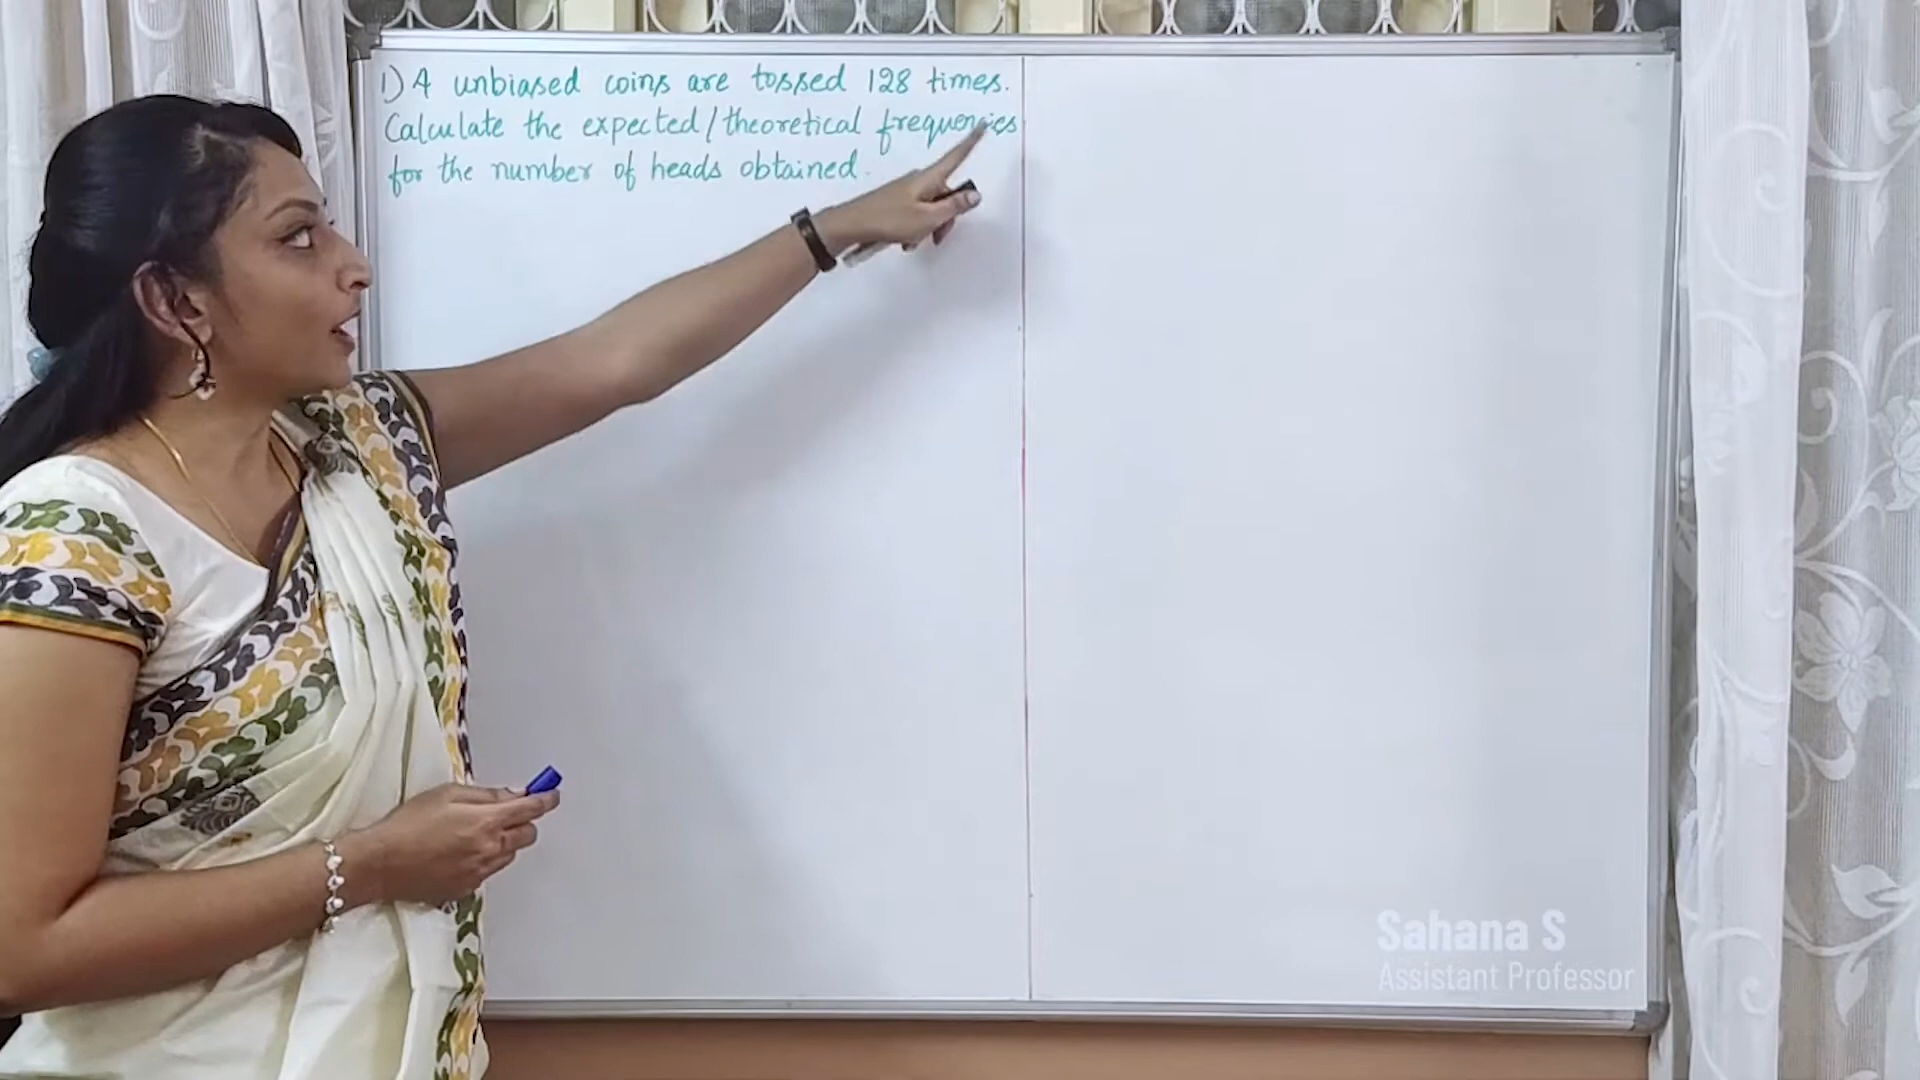 1) 4 unbiased coins are tossed 128 times.
Calculate the expected/theoretical frequencies
for the number of heads obtained.
Sahana S
Assistant Professor